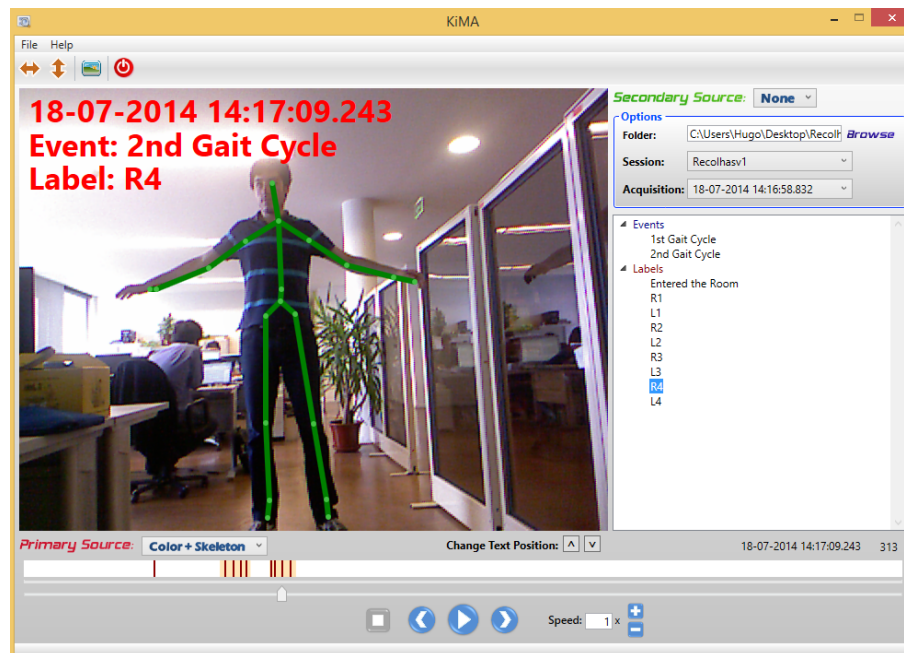 KiMA
File Help
18-07-2014 14:17:09.243
Event: 2nd Gait Cycle
Label: R4
Secondary Source: None
Options
Folder: C:\Users\Hugo\Desktop\Recolh Browse
Session: Recolhasv1
Acquisition: 18-07-2014 14:16:58.832
Events
1st Gait Cycle
2nd Gait Cycle
Labels
Entered the Room
R1
L1
R2
L2
R3
L3
R4
L4
Primary Source: Color+Skeleton Change Text Position: 18-07-2014 14:17:09.243 313
Speed: 1 x